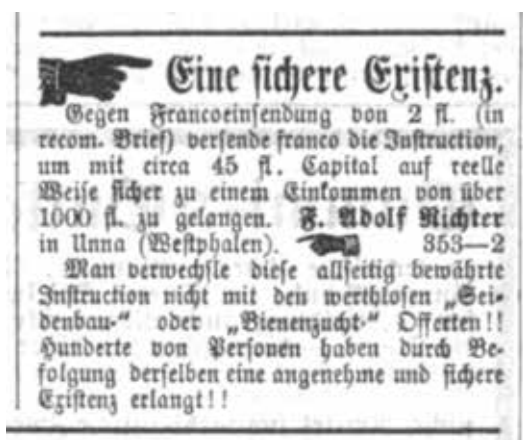 Eine sichere Existenz.
Gegen Francoeinsendung von 2 fl. (in
recom. Brief) versende franco die Instruction,
um mit circa 45 fl. Capital auf reelle
Weise sicher zu einem Einkommen von über
1000 fl. zu gelangen. F. Adolf Richter
in Unna (Westphalen). 353—2
Man verwechsle diese allseitig bewährte
Instruction nicht mit den werthlosen „Sei-
denbau-“ oder „Bienenzucht-“ Offerten!!
Hunderte von Personen haben durch Be-
folgung derselben eine angenehme und sichere
Existenz erlangt!!